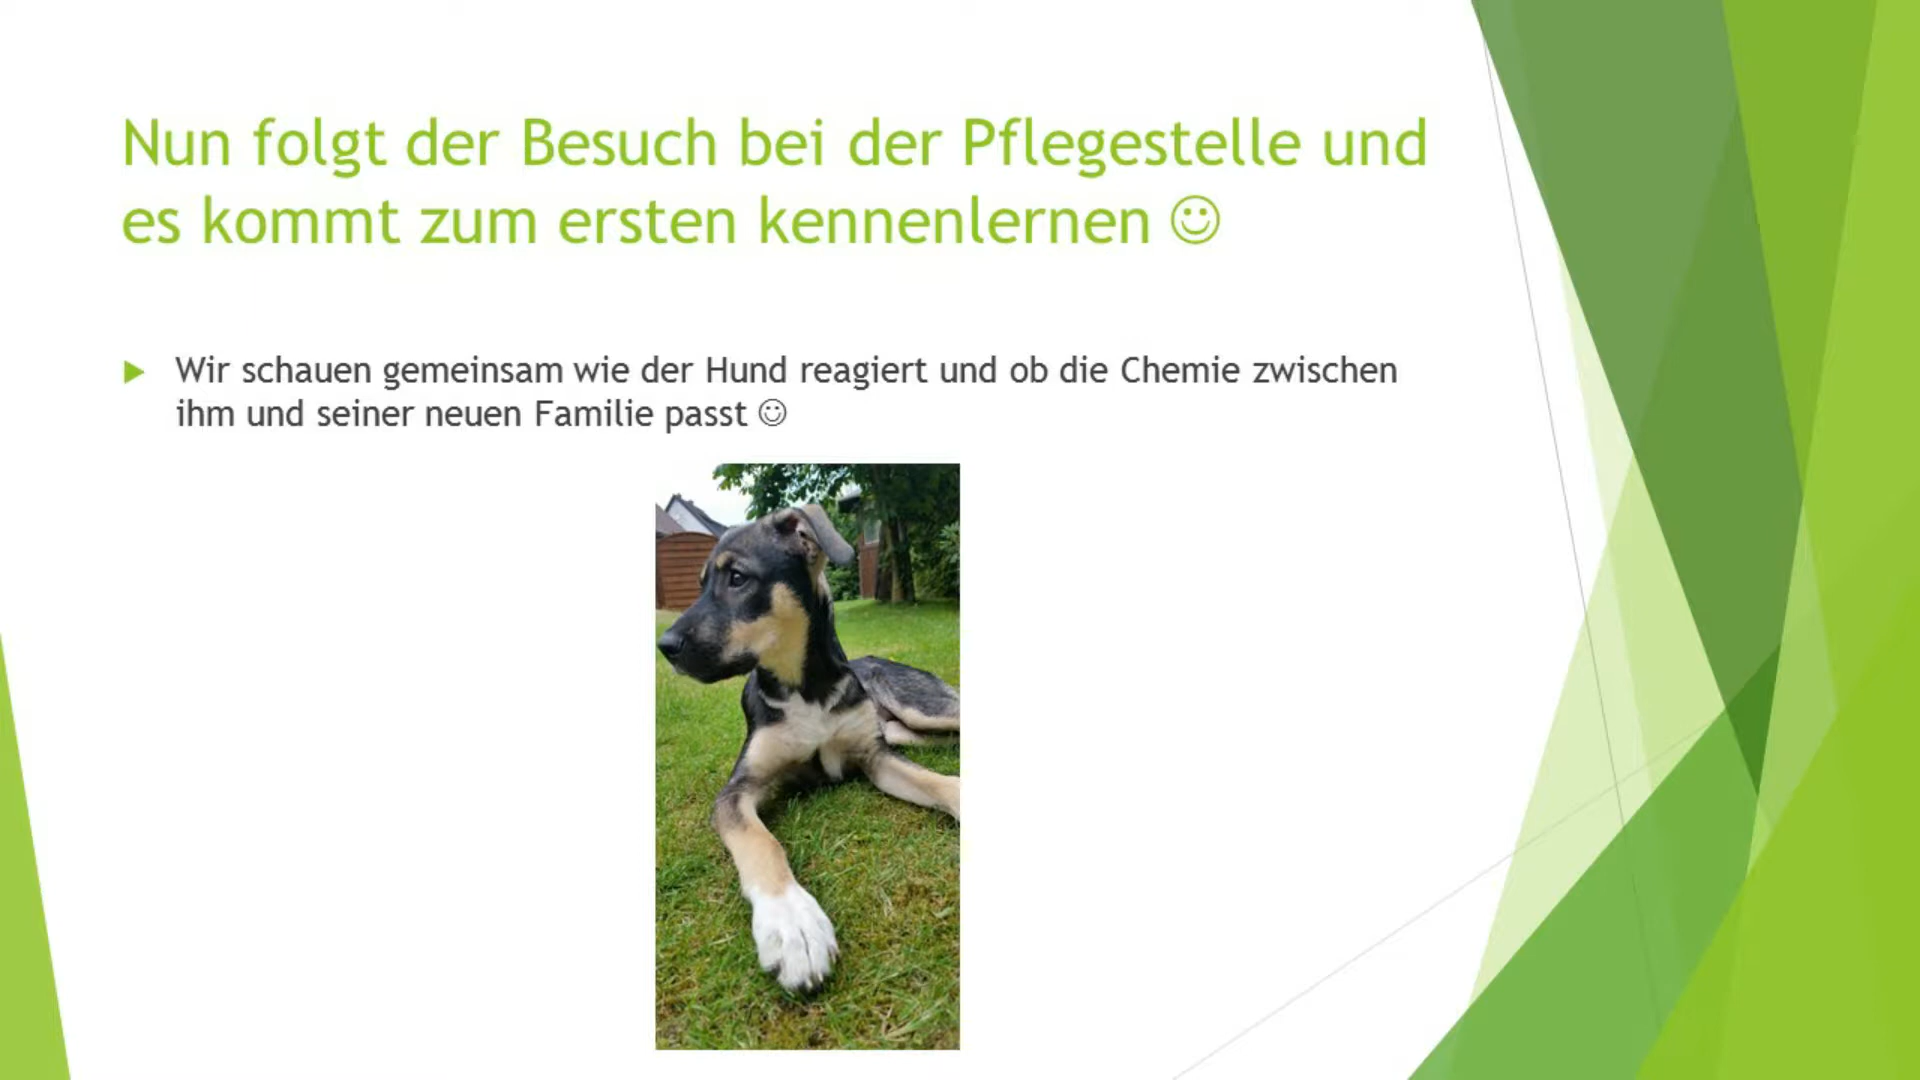 Nun folgt der Besuch bei der Pflegestelle und
es kommt zum ersten kennenlernen ☺
Wir schauen gemeinsam wie der Hund reagiert und ob die Chemie zwischen
ihm und seiner neuen Familie passt ☺